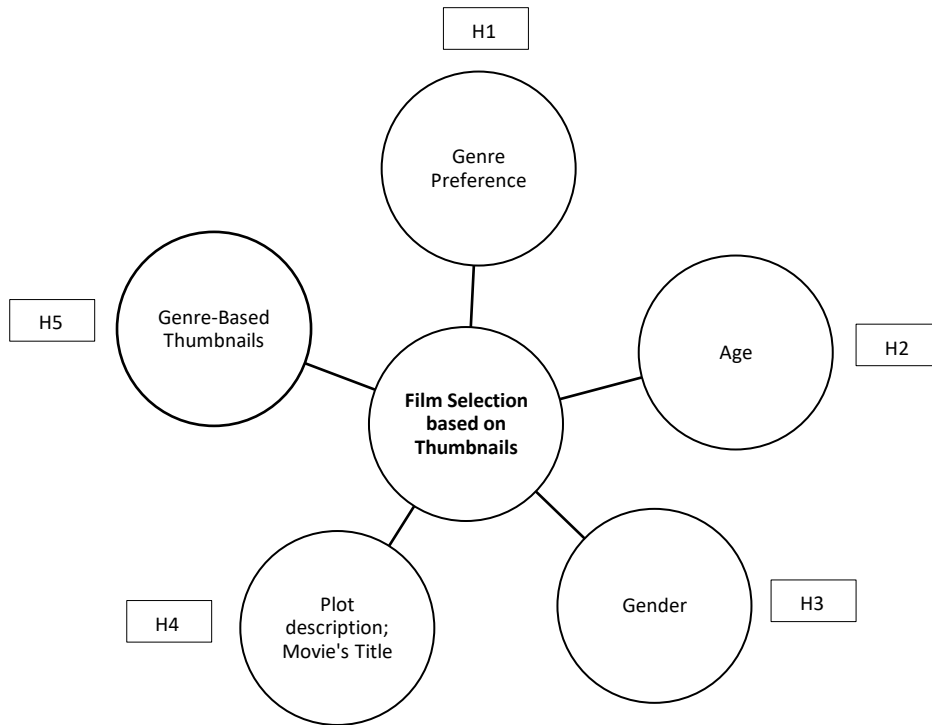 H1
Genre
Preference
Genre-Based
Thumbnails
H5
Age
H2
Film Selection
based on
Thumbnails
Plot
description;
Movie's Title
H4
Gender
H3